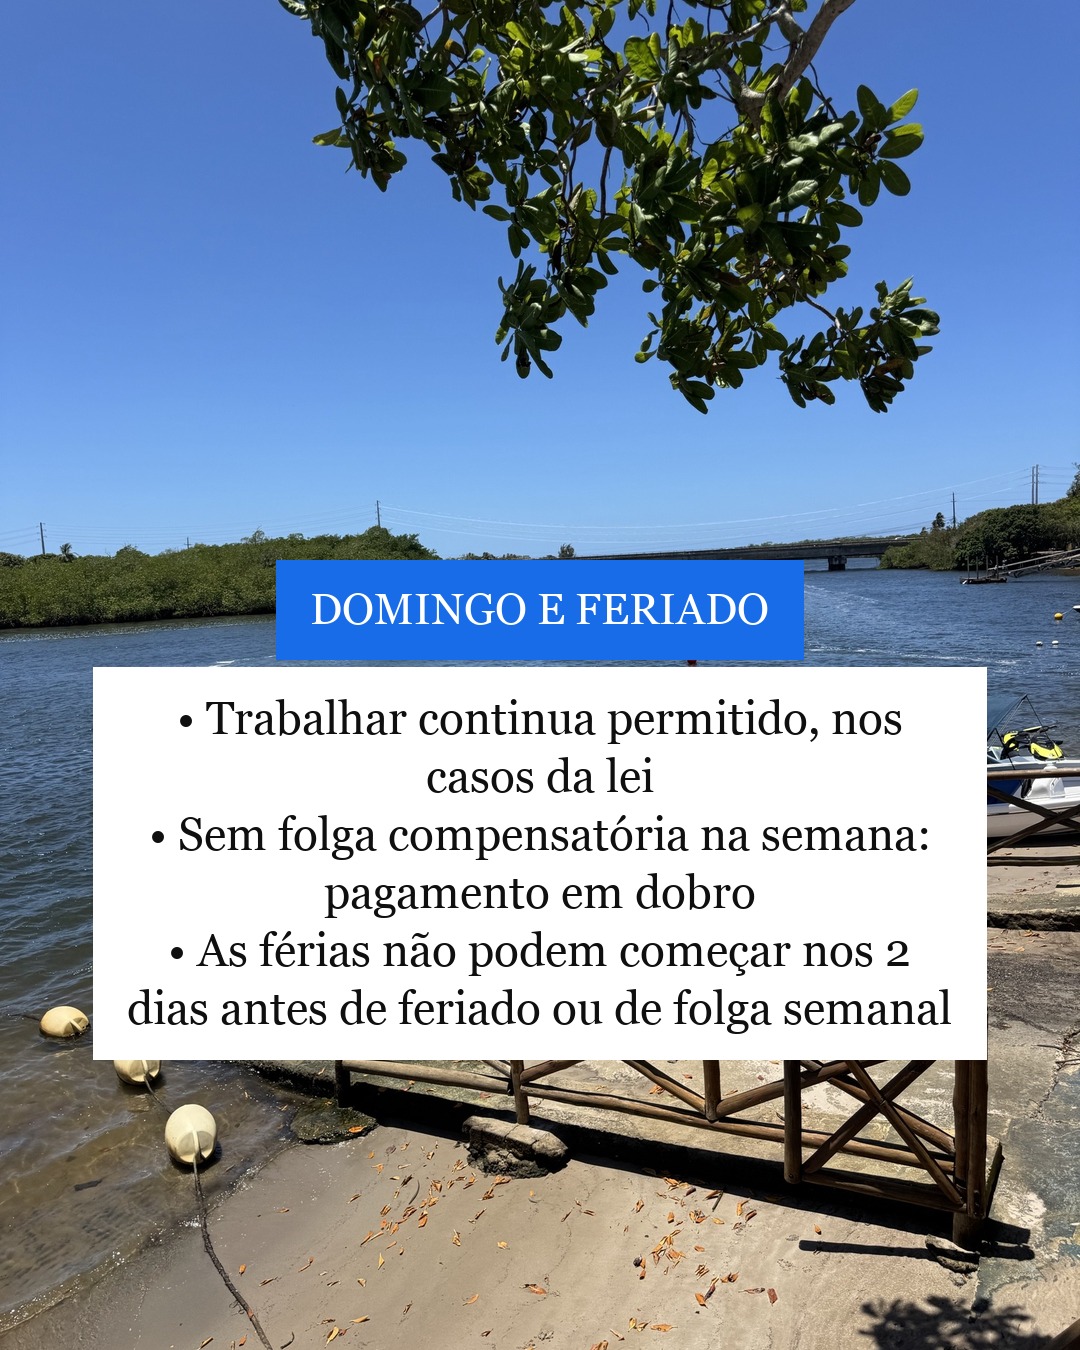 DOMINGO E FERIADO
• Trabalhar continua permitido, nos
casos da lei
• Sem folga compensatória na semana:
pagamento em dobro
• As férias não podem começar nos 2
dias antes de feriado ou de folga semanal